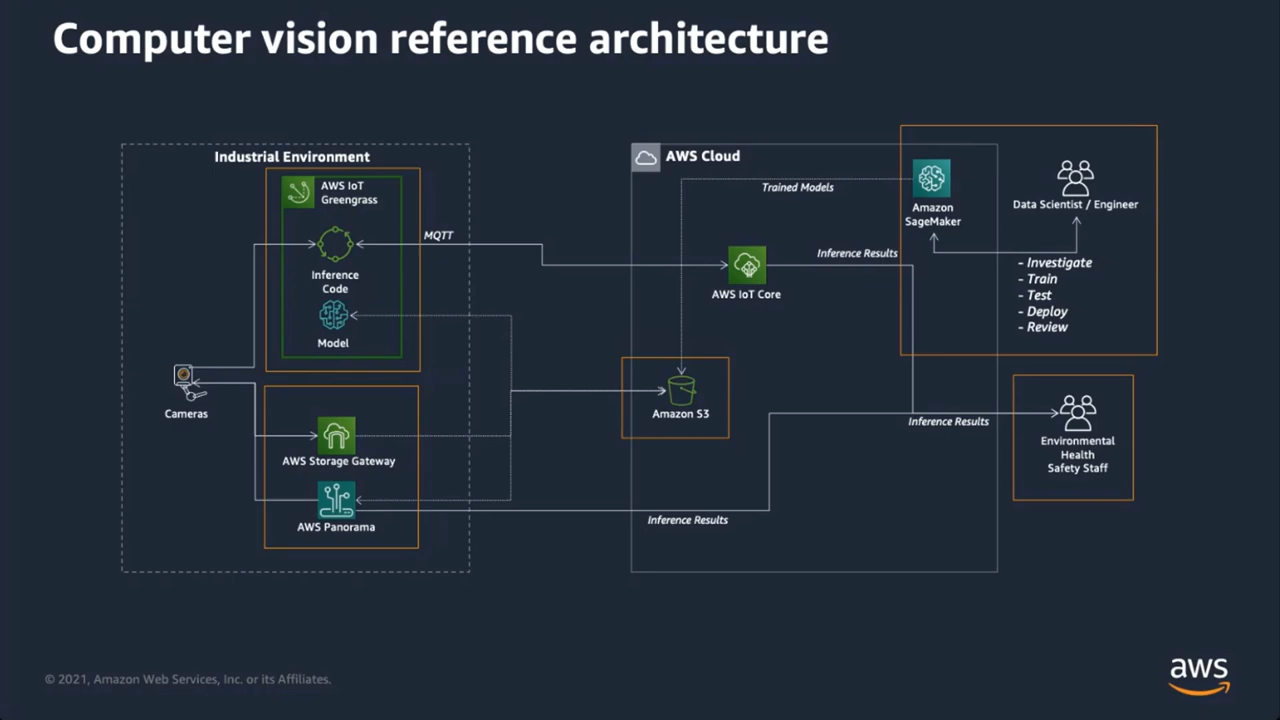 Computer vision reference architecture
Industrial Environment
AWS IoT
Greengrass
Inference
Code
Model
MQTT
Cameras
AWS Storage Gateway
AWS Panorama
AWS Cloud
Trained Models
Amazon
SageMaker
Data Scientist / Engineer
- Investigate
- Train
- Test
- Deploy
- Review
AWS IoT Core
Inference Results
Amazon S3
Inference Results
Environmental
Health
Safety Staff
Inference Results
© 2021, Amazon Web Services, Inc. or its Affiliates.
aws